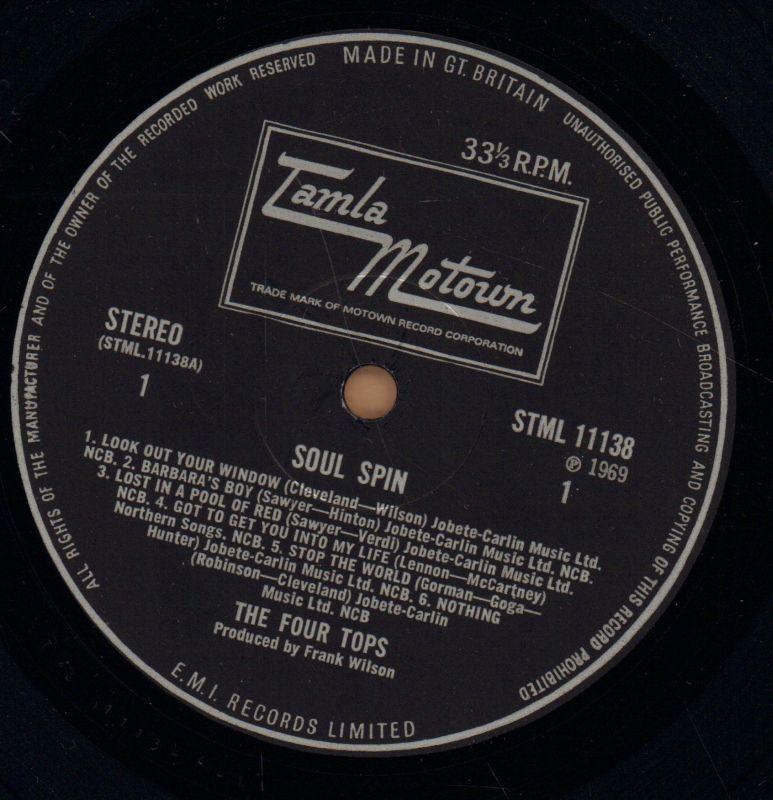 MADE IN GT. BRITAIN
UNAUTHORISED PUBLIC PERFORMANCE BROADCASTING AND COPYING OF THIS RECORD PROHIBITED
ALL RIGHTS OF THE MANUFACTURER AND OF THE OWNER OF THE RECORDED WORK RESERVED
33⅓ R.P.M.
Tamla
Motown
TRADE MARK OF MOTOWN RECORD CORPORATION
STEREO
(STML.11138A)
1
STML 11138
℗ 1969
1
SOUL SPIN
1. LOOK OUT YOUR WINDOW (Cleveland—Wilson) Jobete-Carlin Music Ltd.
NCB. 2. BARBARA'S BOY (Sawyer—Hinton) Jobete-Carlin Music Ltd. NCB.
3. LOST IN A POOL OF RED (Sawyer—Verdi) Jobete-Carlin Music Ltd.
NCB. 4. GOT TO GET YOU INTO MY LIFE (Lennon—McCartney)
Northern Songs. NCB. 5. STOP THE WORLD (Gorman—Goga—
Hunter) Jobete-Carlin Music Ltd. NCB. 6. NOTHING
(Robinson—Cleveland) Jobete-Carlin
Music Ltd. NCB
THE FOUR TOPS
Produced by Frank Wilson
E.M.I. RECORDS LIMITED